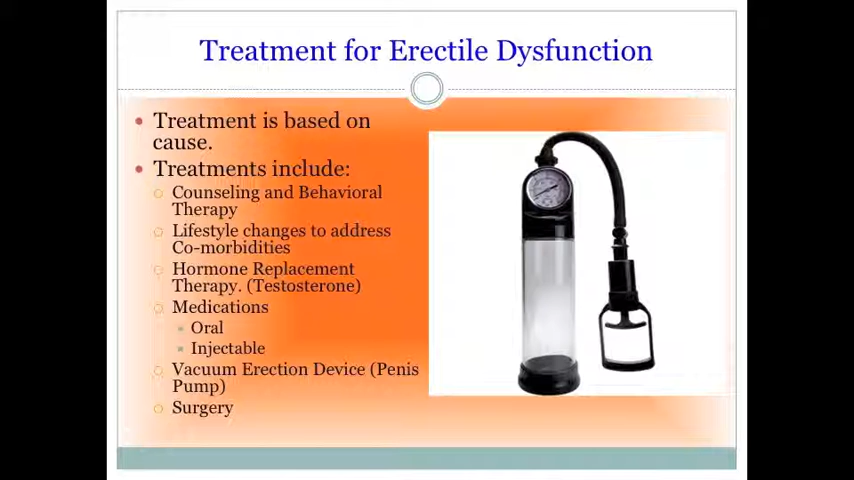 Treatment for Erectile Dysfunction
Treatment is based on
cause.
Treatments include:
Counseling and Behavioral
Therapy
Lifestyle changes to address
Co-morbidities
Hormone Replacement
Therapy. (Testosterone)
Medications
Oral
Injectable
Vacuum Erection Device (Penis
Pump)
Surgery